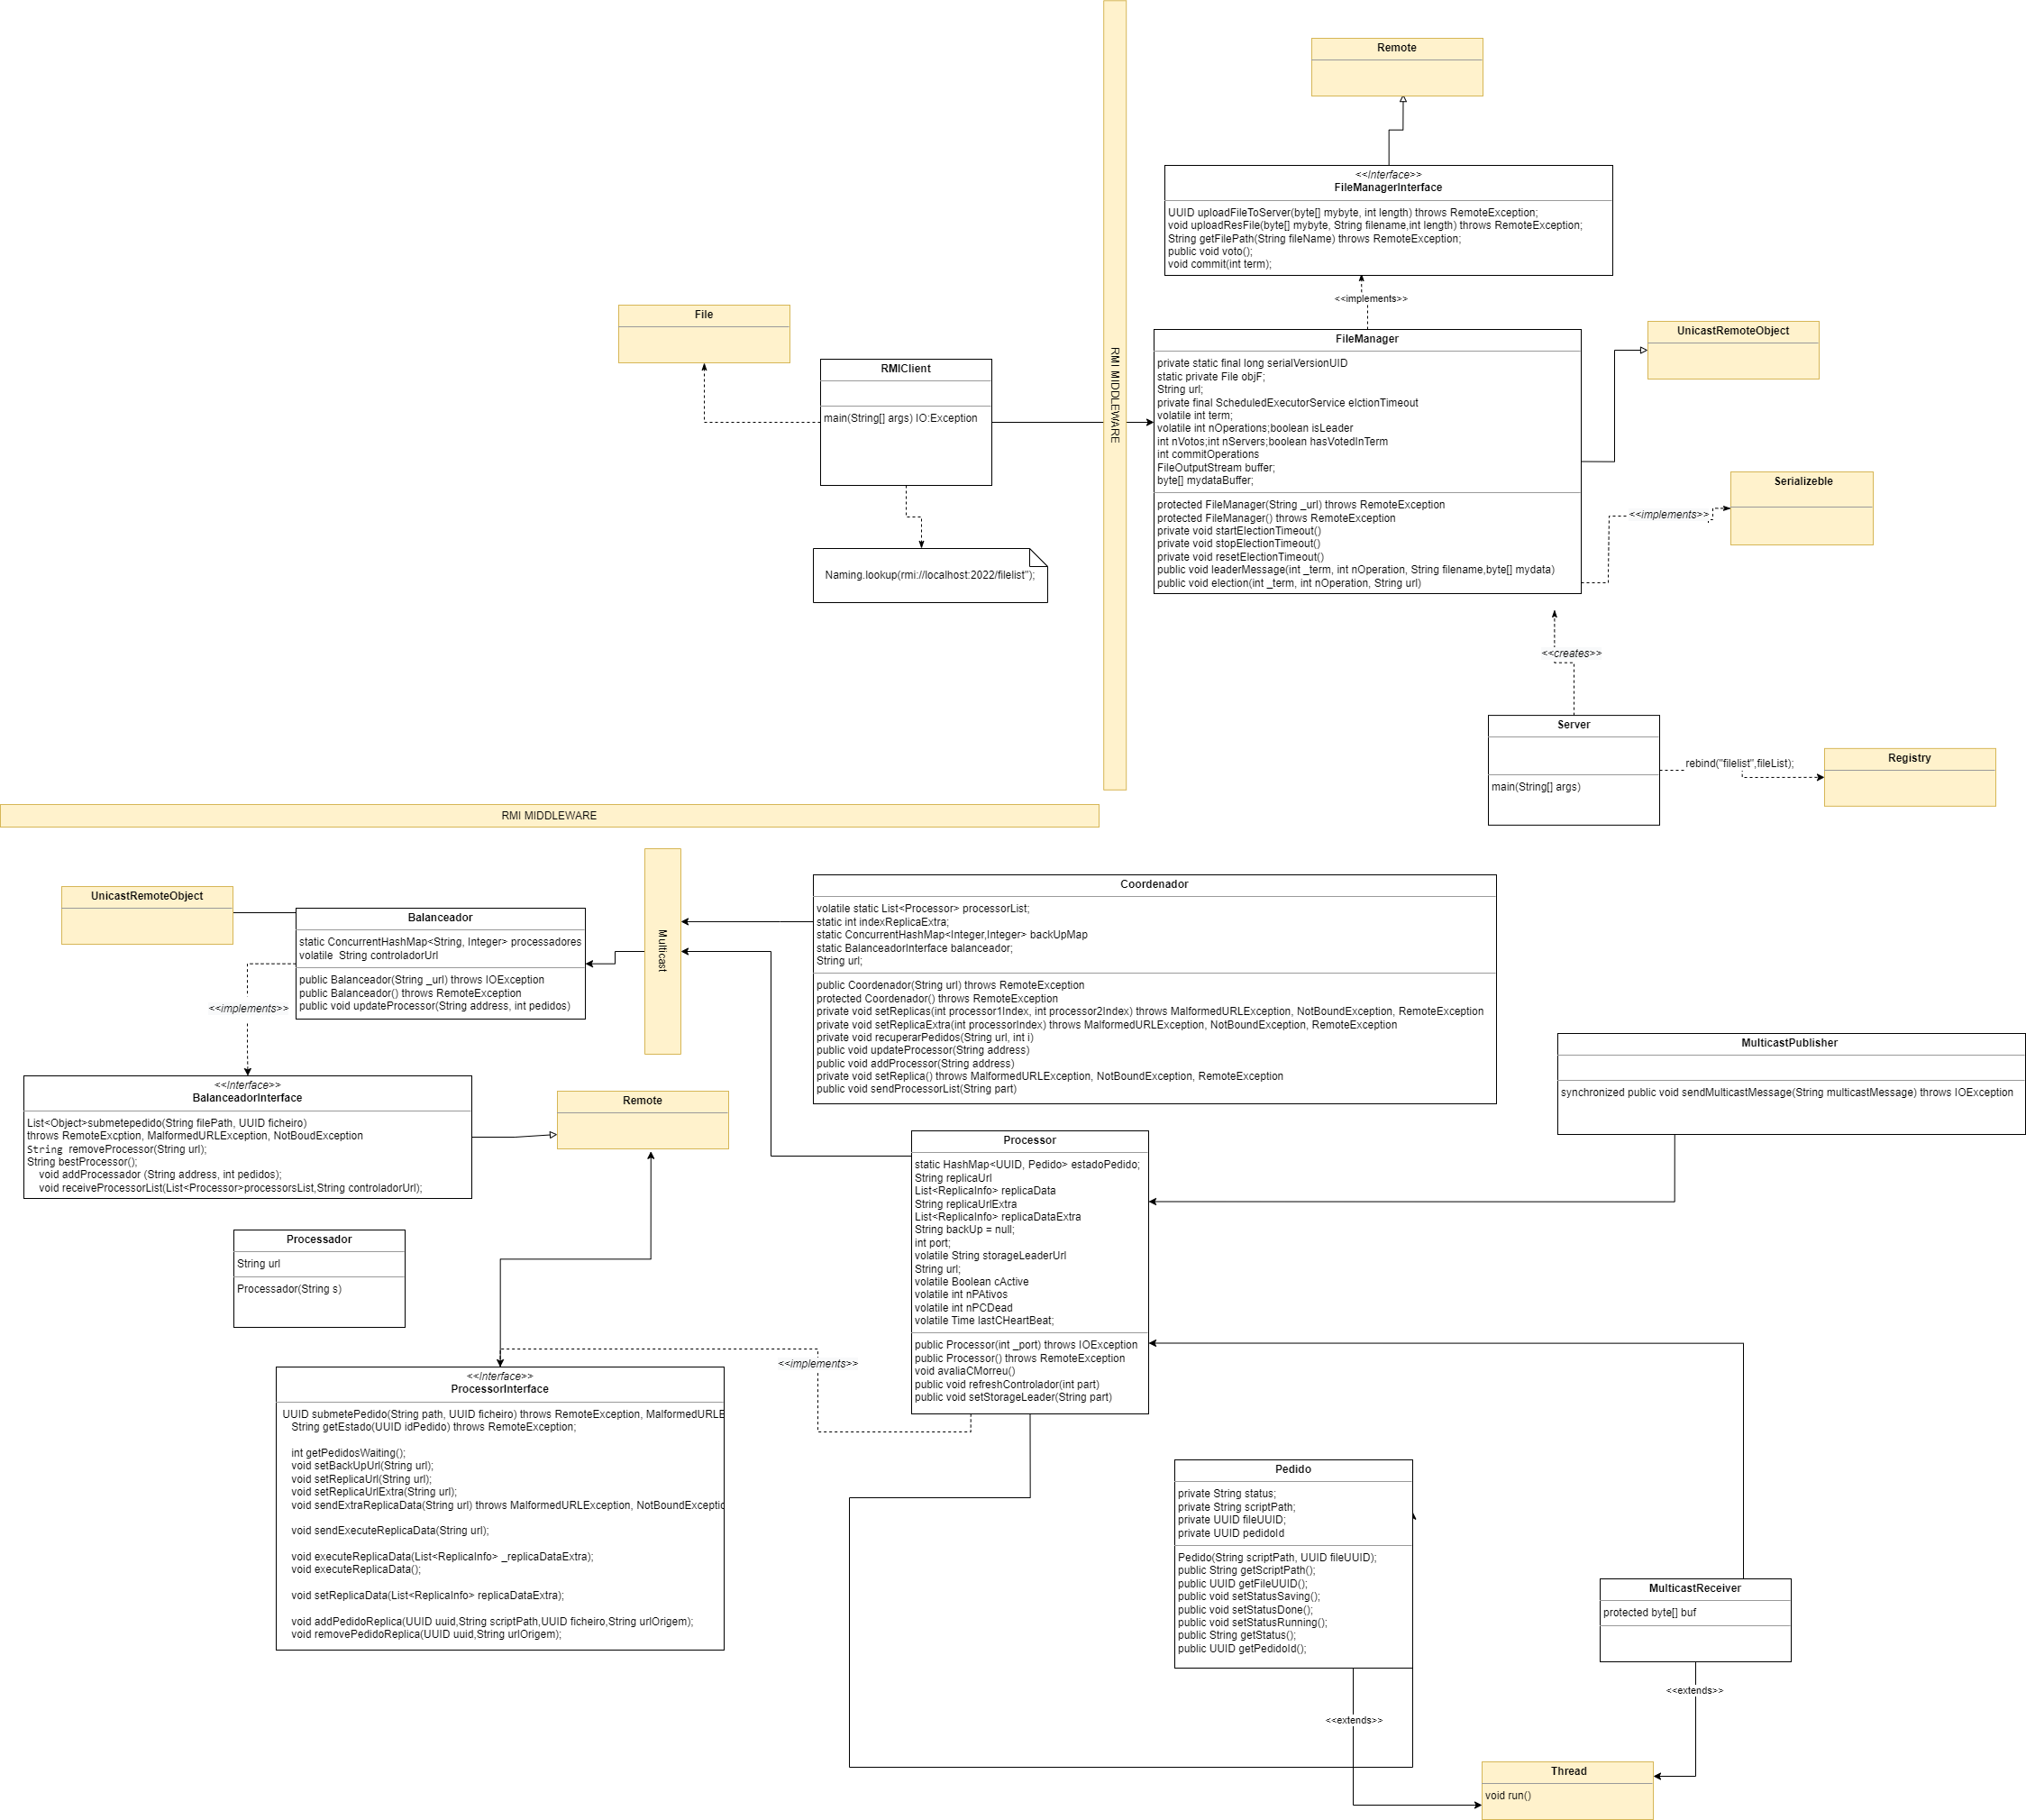 Remote
<<Interface>>
FileManagerInterface
UUID uploadFileToServer(byte[] mybyte, int length) throws RemoteException;
void uploadResFile(byte[] mybyte, String filename,int length) throws RemoteException;
String getFilePath(String fileName) throws RemoteException;
public void voto();
void commit(int term);
<<implements>>
File
RMIClient
main(String[] args) IO:Exception
Naming.lookup(rmi://localhost:2022/filelist");
RMI MIDDLEWARE
FileManager
private static final long serialVersionUID
static private File objF;
String url;
private final ScheduledExecutorService elctionTimeout
volatile int term;
volatile int nOperations;boolean isLeader
int nVotos;int nServers;boolean hasVotedInTerm
int commitOperations
FileOutputStream buffer;
byte[] mydataBuffer;
protected FileManager(String _url) throws RemoteException
protected FileManager() throws RemoteException
private void startElectionTimeout()
private void stopElectionTimeout()
private void resetElectionTimeout()
public void leaderMessage(int _term, int nOperation, String filename,byte[] mydata)
public void election(int _term, int nOperation, String url)
UnicastRemoteObject
Serializeble
<<implements>>
<<creates>>
Server
main(String[] args)
rebind("filelist",fileList);
Registry
RMI MIDDLEWARE
UnicastRemoteObject
Balanceador
static ConcurrentHashMap<String, Integer> processadores
volatile  String controladorUrl
public Balanceador(String _url) throws IOException
public Balanceador() throws RemoteException
public void updateProcessor(String address, int pedidos)
<<implements>>
Multicast
Coordenador
volatile static List<Processor> processorList;
static int indexReplicaExtra;
static ConcurrentHashMap<Integer,Integer> backUpMap
static BalanceadorInterface balanceador;
String url;
public Coordenador(String url) throws RemoteException
protected Coordenador() throws RemoteException
private void setReplicas(int processor1Index, int processor2Index) throws MalformedURLException, NotBoundException, RemoteException
private void setReplicaExtra(int processorIndex) throws MalformedURLException, NotBoundException, RemoteException
private void recuperarPedidos(String url, int i)
public void updateProcessor(String address)
public void addProcessor(String address)
private void setReplica() throws MalformedURLException, NotBoundException, RemoteException
public void sendProcessorList(String part)
MulticastPublisher
synchronized public void sendMulticastMessage(String multicastMessage) throws IOException
<<Interface>>
BalanceadorInterface
List<Object>submetepedido(String filePath, UUID ficheiro)
throws RemoteExcption, MalformedURLException, NotBoudException
String removeProcessor(String url);
String bestProcessor();
void addProcessador (String address, int pedidos);
void receiveProcessorList(List<Processor>processorsList,String controladorUrl);
Remote
Processor
static HashMap<UUID, Pedido> estadoPedido;
String replicaUrl
List<ReplicaInfo> replicaData
String replicaUrlExtra
List<ReplicaInfo> replicaDataExtra
String backUp = null;
int port;
volatile String storageLeaderUrl
String url;
volatile Boolean cActive
volatile int nPAtivos
volatile int nPCDead
volatile Time lastCHeartBeat;
public Processor(int _port) throws IOException
public Processor() throws RemoteException
void avaliaCMorreu()
public void refreshControlador(int part)
public void setStorageLeader(String part)
Processador
String url
Processador(String s)
<<implements>>
<<Interface>>
ProcessorInterface
UUID submetePedido(String path, UUID ficheiro) throws RemoteException, MalformedURLE
String getEstado(UUID idPedido) throws RemoteException;
int getPedidosWaiting();
void setBackUpUrl(String url);
void setReplicaUrl(String url);
void setReplicaUrlExtra(String url);
void sendExtraReplicaData(String url) throws MalformedURLException, NotBoundExceptio
void sendExecuteReplicaData(String url);
void executeReplicaData(List<ReplicaInfo> _replicaDataExtra);
void executeReplicaData();
void setReplicaData(List<ReplicaInfo> replicaDataExtra);
void addPedidoReplica(UUID uuid,String scriptPath,UUID ficheiro,String urlOrigem);
void removePedidoReplica(UUID uuid,String urlOrigem);
Pedido
private String status;
private String scriptPath;
private UUID fileUUID;
private UUID pedidoId
Pedido(String scriptPath, UUID fileUUID);
public String getScriptPath();
public UUID getFileUUID();
public void setStatusSaving();
public void setStatusDone();
public void setStatusRunning();
public String getStatus();
public UUID getPedidoId();
MulticastReceiver
protected byte[] buf
<<extends>>
<<extends>>
Thread
void run()